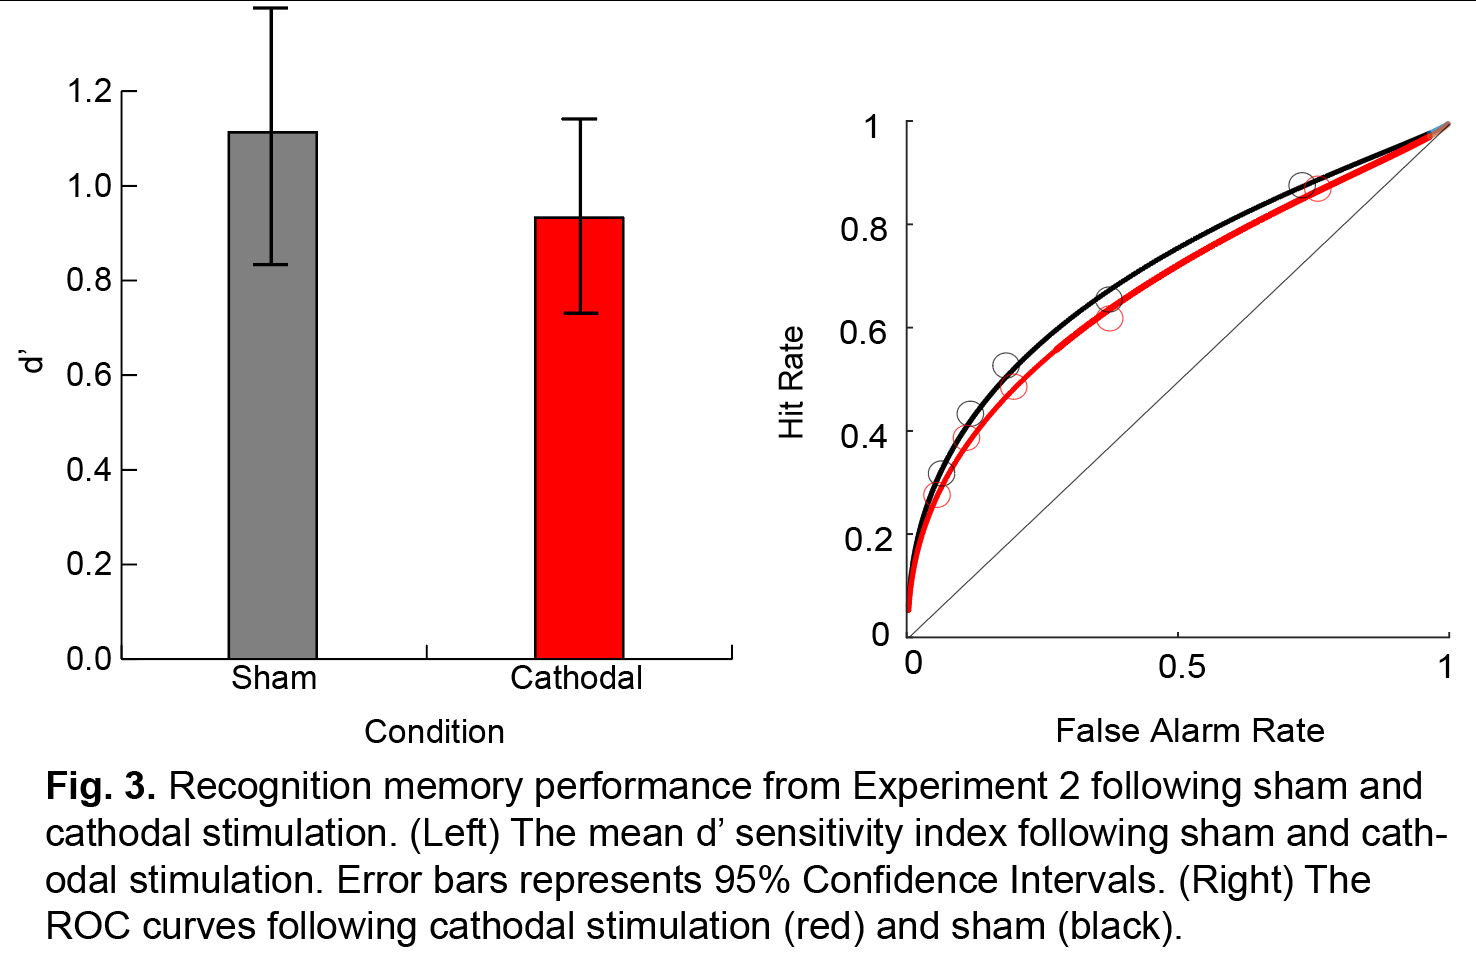 1.2
1.0
0.8
0.6
0.4
0.2
0.0
d’
Sham
Cathodal
Condition
1
0.8
0.6
0.4
0.2
0
Hit Rate
0
0.5
1
False Alarm Rate
Fig. 3. Recognition memory performance from Experiment 2 following sham and
cathodal stimulation. (Left) The mean d’ sensitivity index following sham and cath-
odal stimulation. Error bars represents 95% Confidence Intervals. (Right) The
ROC curves following cathodal stimulation (red) and sham (black).